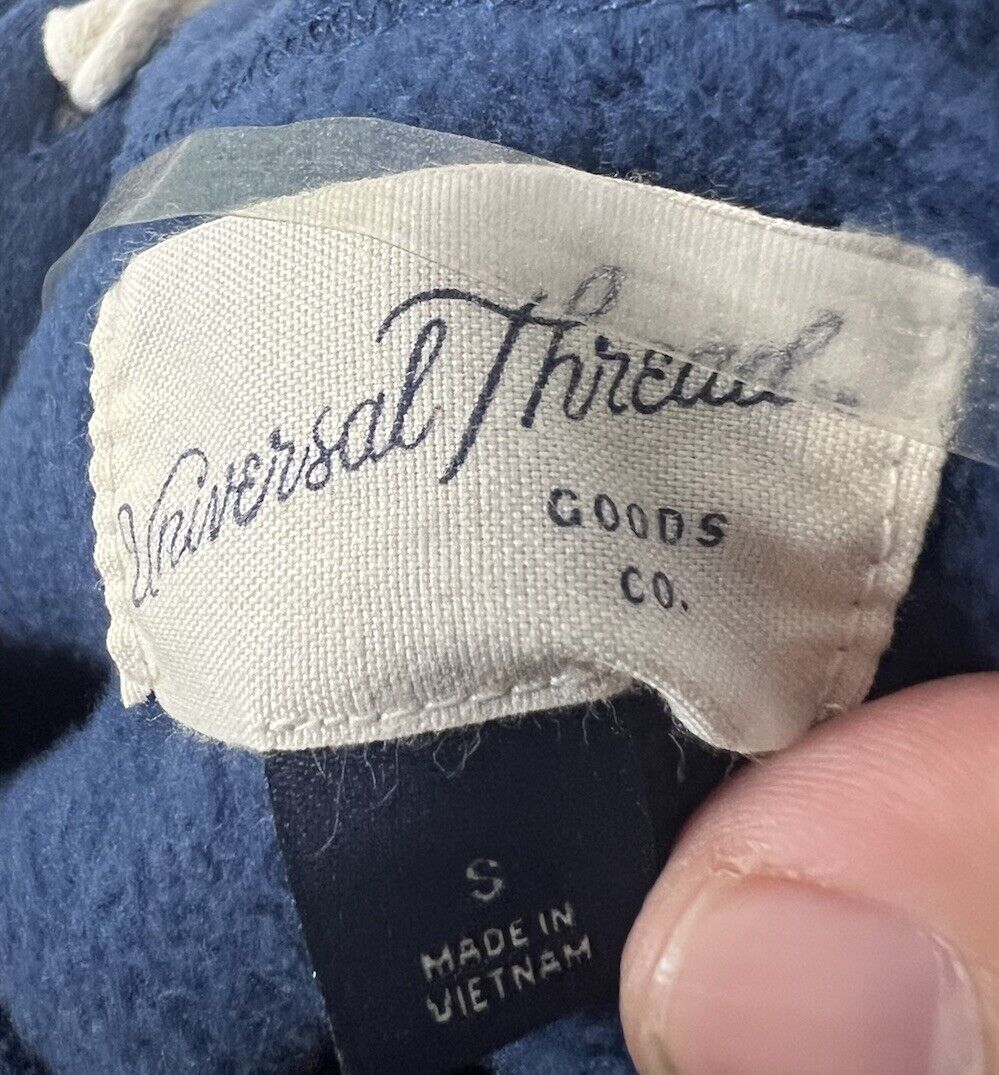 Universal Thread
GOODS
CO.
S
MADE IN
VIETNAM